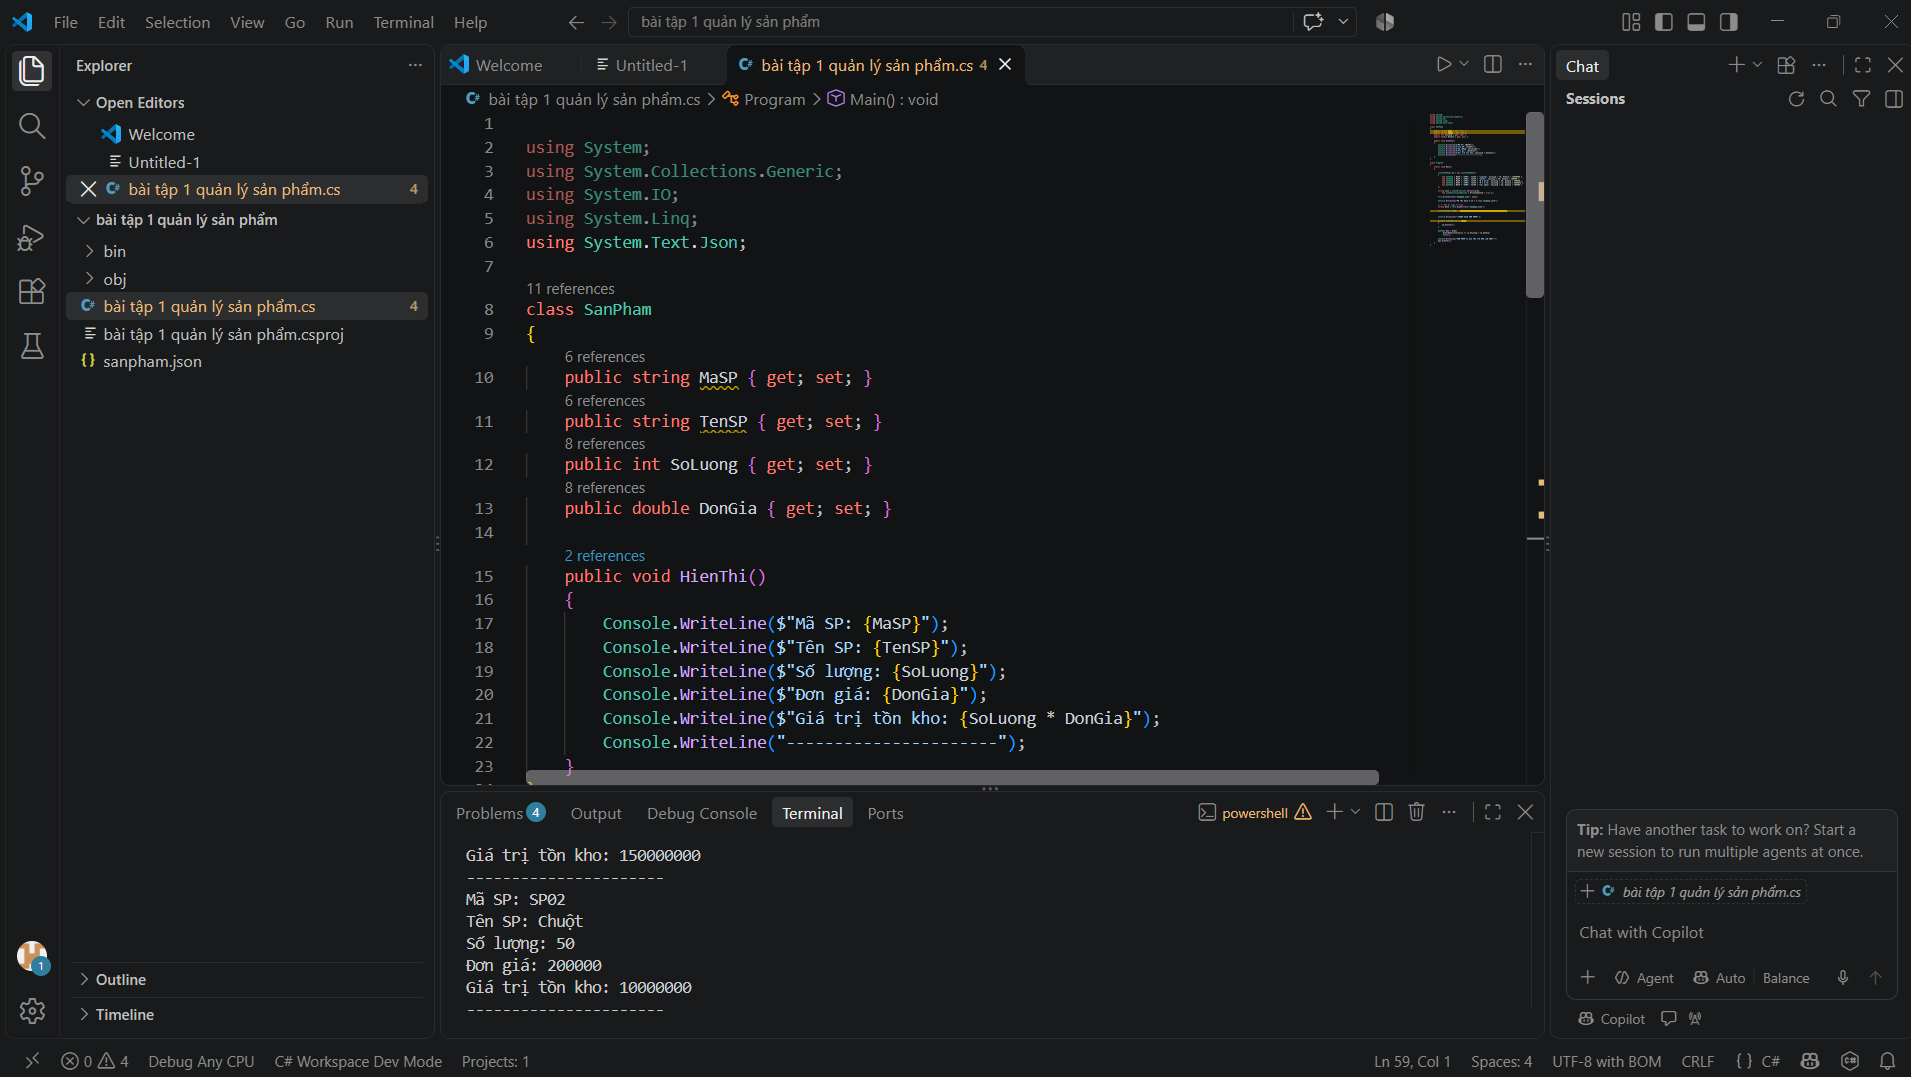 File Edit Selection View Go Run Terminal Help
bài tập 1 quản lý sản phẩm
Explorer
Open Editors
Welcome
Untitled-1
bài tập 1 quản lý sản phẩm.cs 4
bài tập 1 quản lý sản phẩm
bin
obj
bài tập 1 quản lý sản phẩm.cs 4
bài tập 1 quản lý sản phẩm.csproj
sanpham.json
1
Outline
Timeline
Welcome Untitled-1 bài tập 1 quản lý sản phẩm.cs 4
bài tập 1 quản lý sản phẩm.cs > Program > Main() : void
1
2 using System;
3 using System.Collections.Generic;
4 using System.IO;
5 using System.Linq;
6 using System.Text.Json;
7
11 references
8 class SanPham
9 {
6 references
10 public string MaSP { get; set; }
6 references
11 public string TenSP { get; set; }
8 references
12 public int SoLuong { get; set; }
8 references
13 public double DonGia { get; set; }
14
2 references
15 public void HienThi()
16 {
17 Console.WriteLine($"Mã SP: {MaSP}");
18 Console.WriteLine($"Tên SP: {TenSP}");
19 Console.WriteLine($"Số lượng: {SoLuong}");
20 Console.WriteLine($"Đơn giá: {DonGia}");
21 Console.WriteLine($"Giá trị tồn kho: {SoLuong * DonGia}");
22 Console.WriteLine("----------------------");
23 }
Problems 4 Output Debug Console Terminal Ports
powershell
Giá trị tồn kho: 150000000
----------------------
Mã SP: SP02
Tên SP: Chuột
Số lượng: 50
Đơn giá: 200000
Giá trị tồn kho: 10000000
----------------------
Chat
Sessions
Tip: Have another task to work on? Start a
new session to run multiple agents at once.
bài tập 1 quản lý sản phẩm.cs
Chat with Copilot
Agent Auto Balance
Copilot
0 4 Debug Any CPU C# Workspace Dev Mode Projects: 1
Ln 59, Col 1 Spaces: 4 UTF-8 with BOM CRLF {} C#